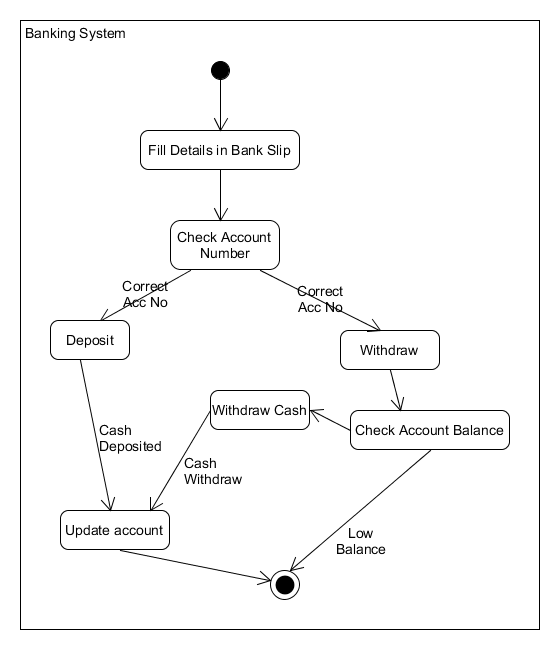 Banking System
Fill Details in Bank Slip
Check Account
Number
Correct
Acc No
Correct
Acc No
Deposit
Withdraw
Withdraw Cash
Check Account Balance
Cash
Deposited
Cash
Withdraw
Update account
Low
Balance